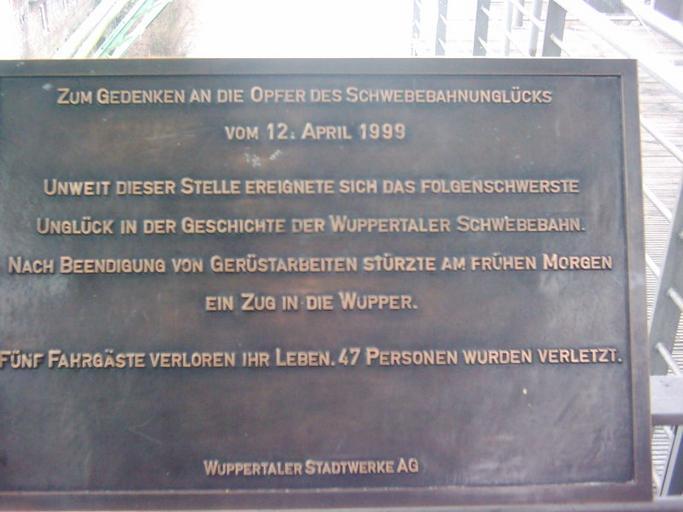 Zum Gedenken an die Opfer des Schwebebahnunglücks
vom 12. April 1999
Unweit dieser Stelle ereignete sich das folgenschwerste
Unglück in der Geschichte der Wuppertaler Schwebebahn.
Nach Beendigung von Gerüstarbeiten stürzte am frühen Morgen
ein Zug in die Wupper.
Fünf Fahrgäste verloren ihr Leben. 47 Personen wurden verletzt.
Wuppertaler Stadtwerke AG